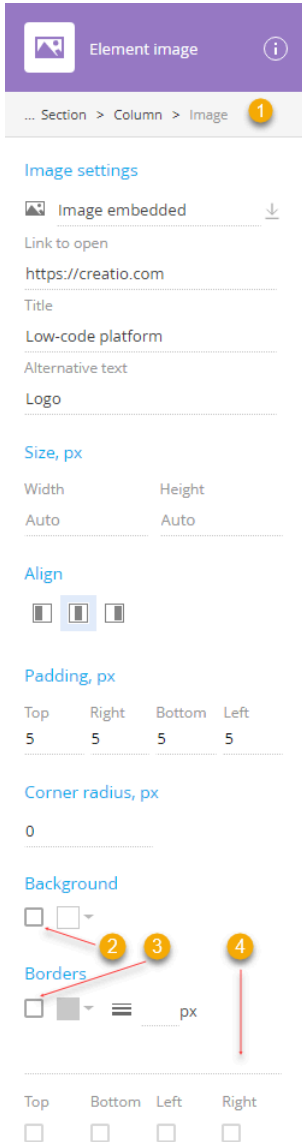 Element image
i
... Section > Column > Image 1
Image settings
Image embedded
Link to open
https://creatio.com
Title
Low-code platform
Alternative text
Logo
Size, px
Width Height
Auto Auto
Align
Padding, px
Top Right Bottom Left
5 5 5 5
Corner radius, px
0
Background
2 3 4
Borders
px
Top Bottom Left Right